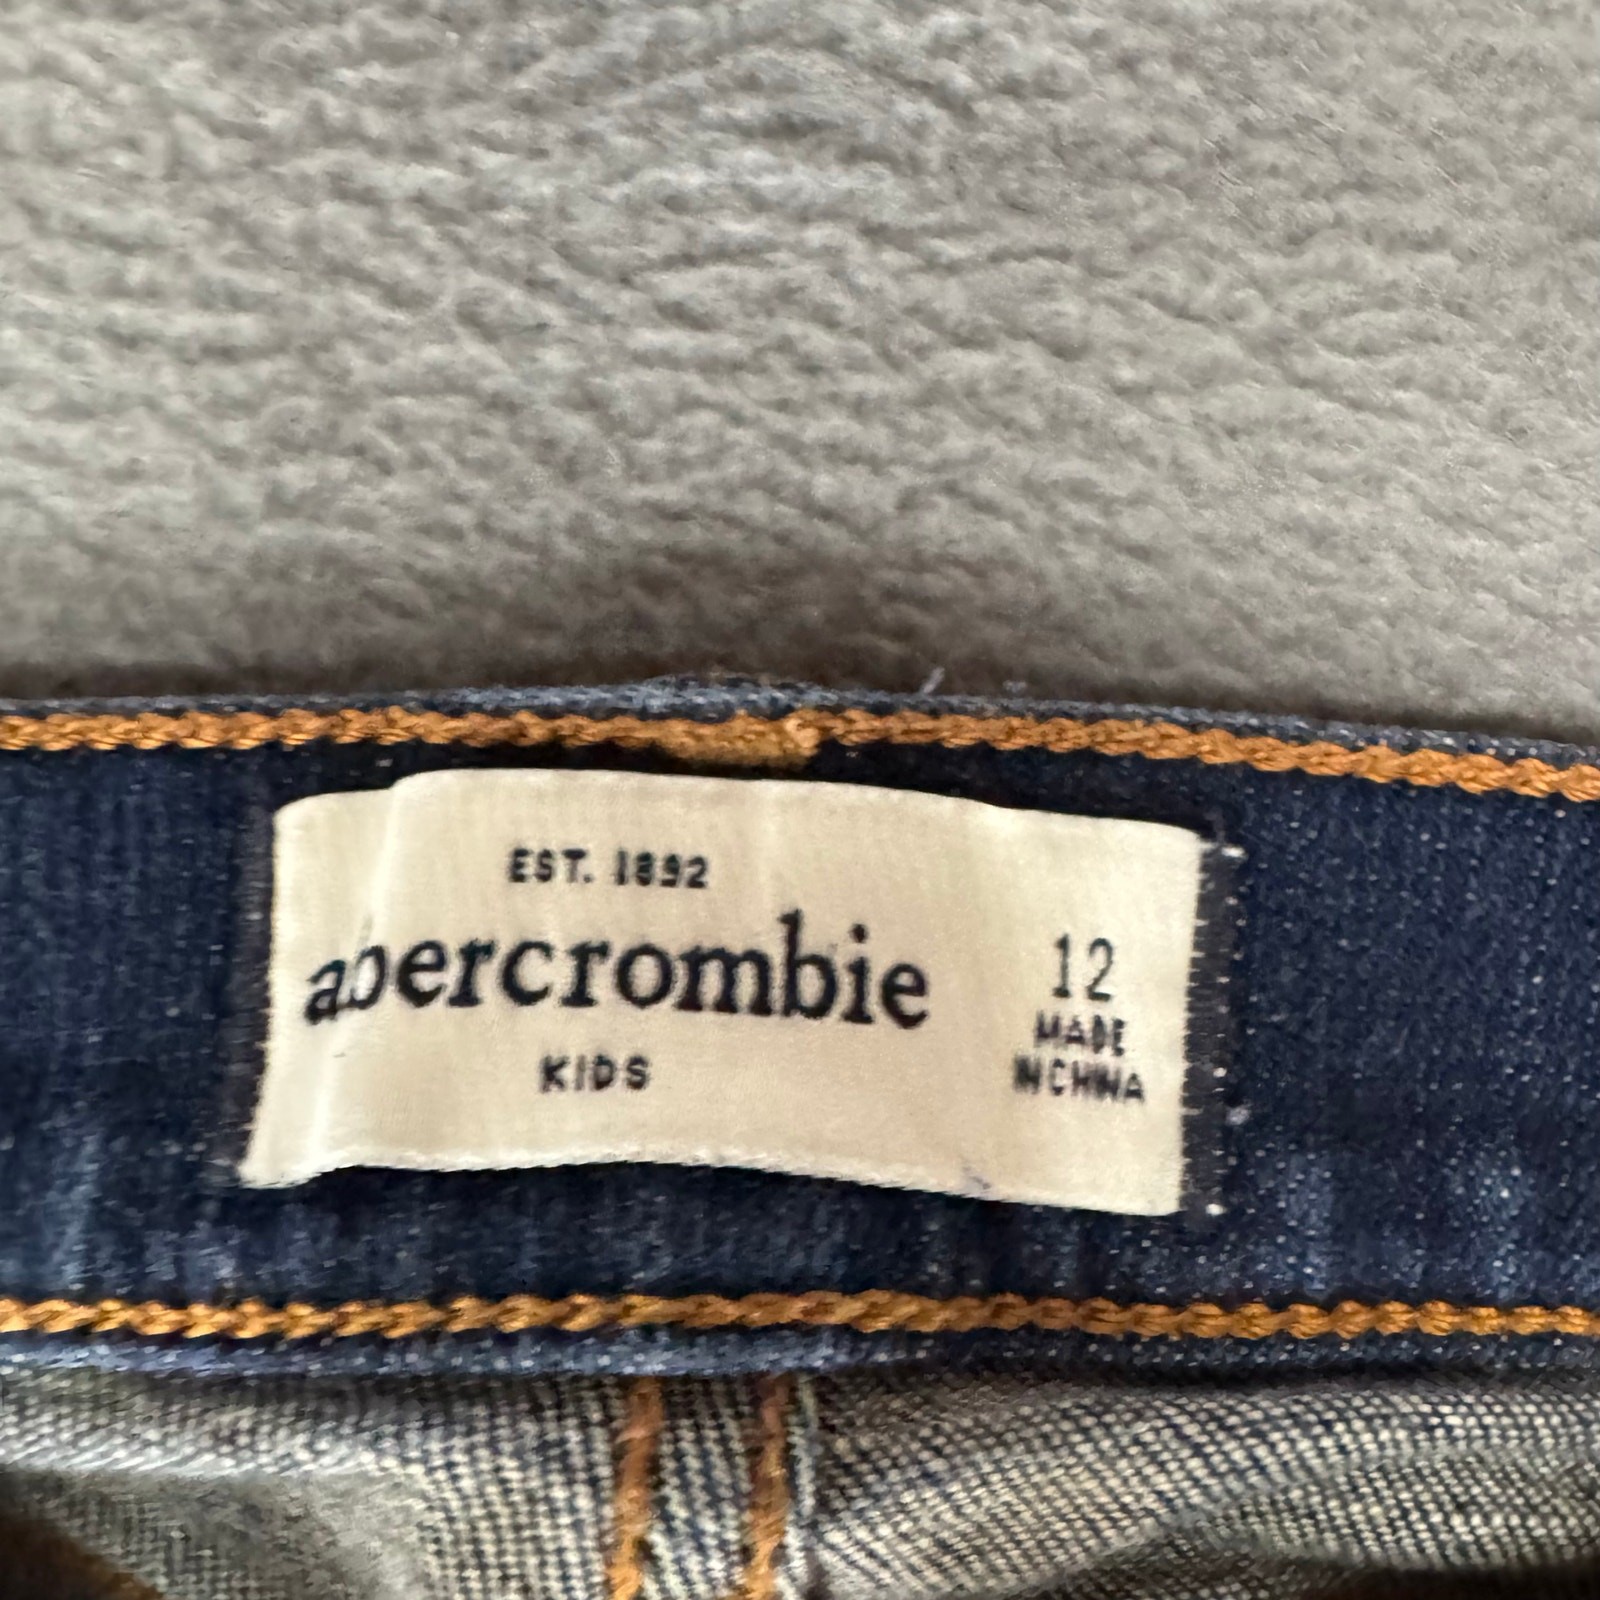 EST. 1892
abercrombie
KIDS
12
MADE
IN CHINA